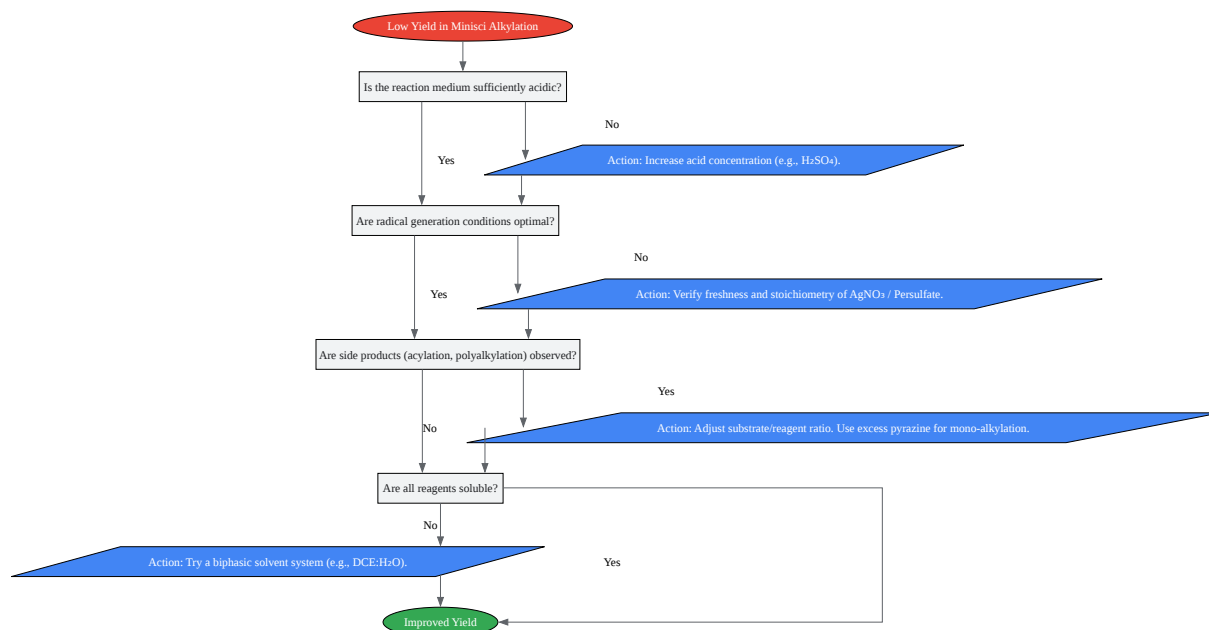 Low Yield in Minisci Alkylation
Is the reaction medium sufficiently acidic?
No
Yes
Action: Increase acid concentration (e.g., H₂SO₄).
Are radical generation conditions optimal?
No
Yes
Action: Verify freshness and stoichiometry of AgNO₃ / Persulfate.
Are side products (acylation, polyalkylation) observed?
Yes
No
Action: Adjust substrate/reagent ratio. Use excess pyrazine for mono-alkylation.
Are all reagents soluble?
No
Action: Try a biphasic solvent system (e.g., DCE:H₂O).
Yes
Improved Yield